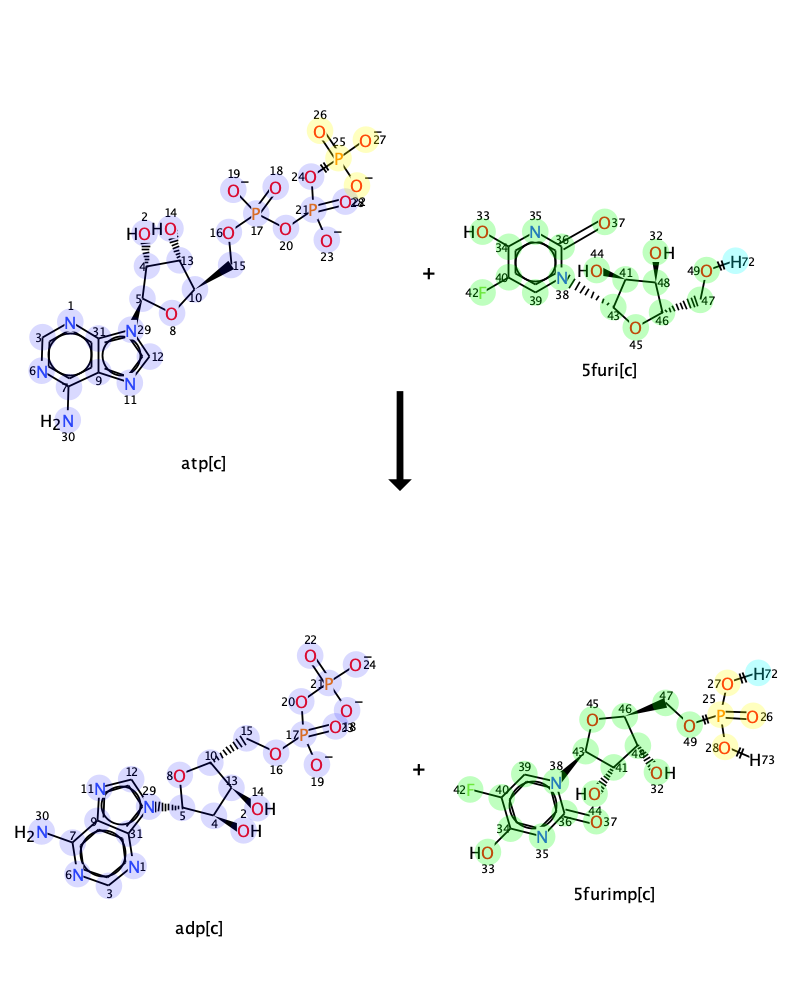 26
25
27
O O −
P
24
18
19
O − O O O −
2 14 21 28 22
HO HO 16 O P O P O
17 20
O −
23
4 13 15
5 10
1 O
N 31 N 29 8
3 12
6 N 9 N
7 11
H2N
30
atp[c]
+
33 35 O 37
HO N 32
34 36 44 OH 49 O H 72
40 HO 41
42 F N 48
39 38 47
43 46
O
45
5furi[c]
22
O O − 24
21 P
20 O O −
15 17 P O 23 18
O O −
16 19
10
12 8 O 13 14
11 N 29 OH
30 N 5 2
H2N 9 4 OH
7 31
6 N N 1
3
adp[c]
+
47 27 O H 72
45 46 25
O O P O 26
49
43 48 28 O H 73
39 38 41 OH
42 F 40 N HO 32
44
34 36 O 37
HO N
33 35
5furimp[c]